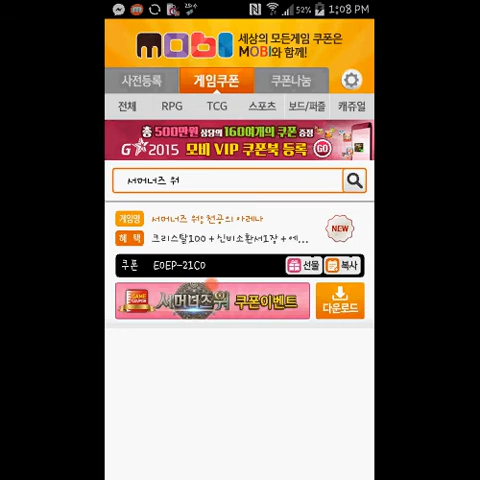 52% 1:08 PM
mobi 세상의 모든게임 쿠폰은
MOBI와 함께!
사전등록 게임쿠폰 쿠폰나눔
전체 RPG TCG 스포츠 보드/퍼즐 캐쥬얼
총 500만원 상당의 160여개의 쿠폰 증정
G★2015 모비 VIP 쿠폰북 등록 GO
서머너즈 워
게임명 서머너즈 워: 천공의 아레나
NEW
혜 택 크리스탈100 + 신비소환서1장 + 에...
쿠폰 E0EP-21C0 선물 복사
GAME COUPON 서머너즈워 쿠폰이벤트 다운로드